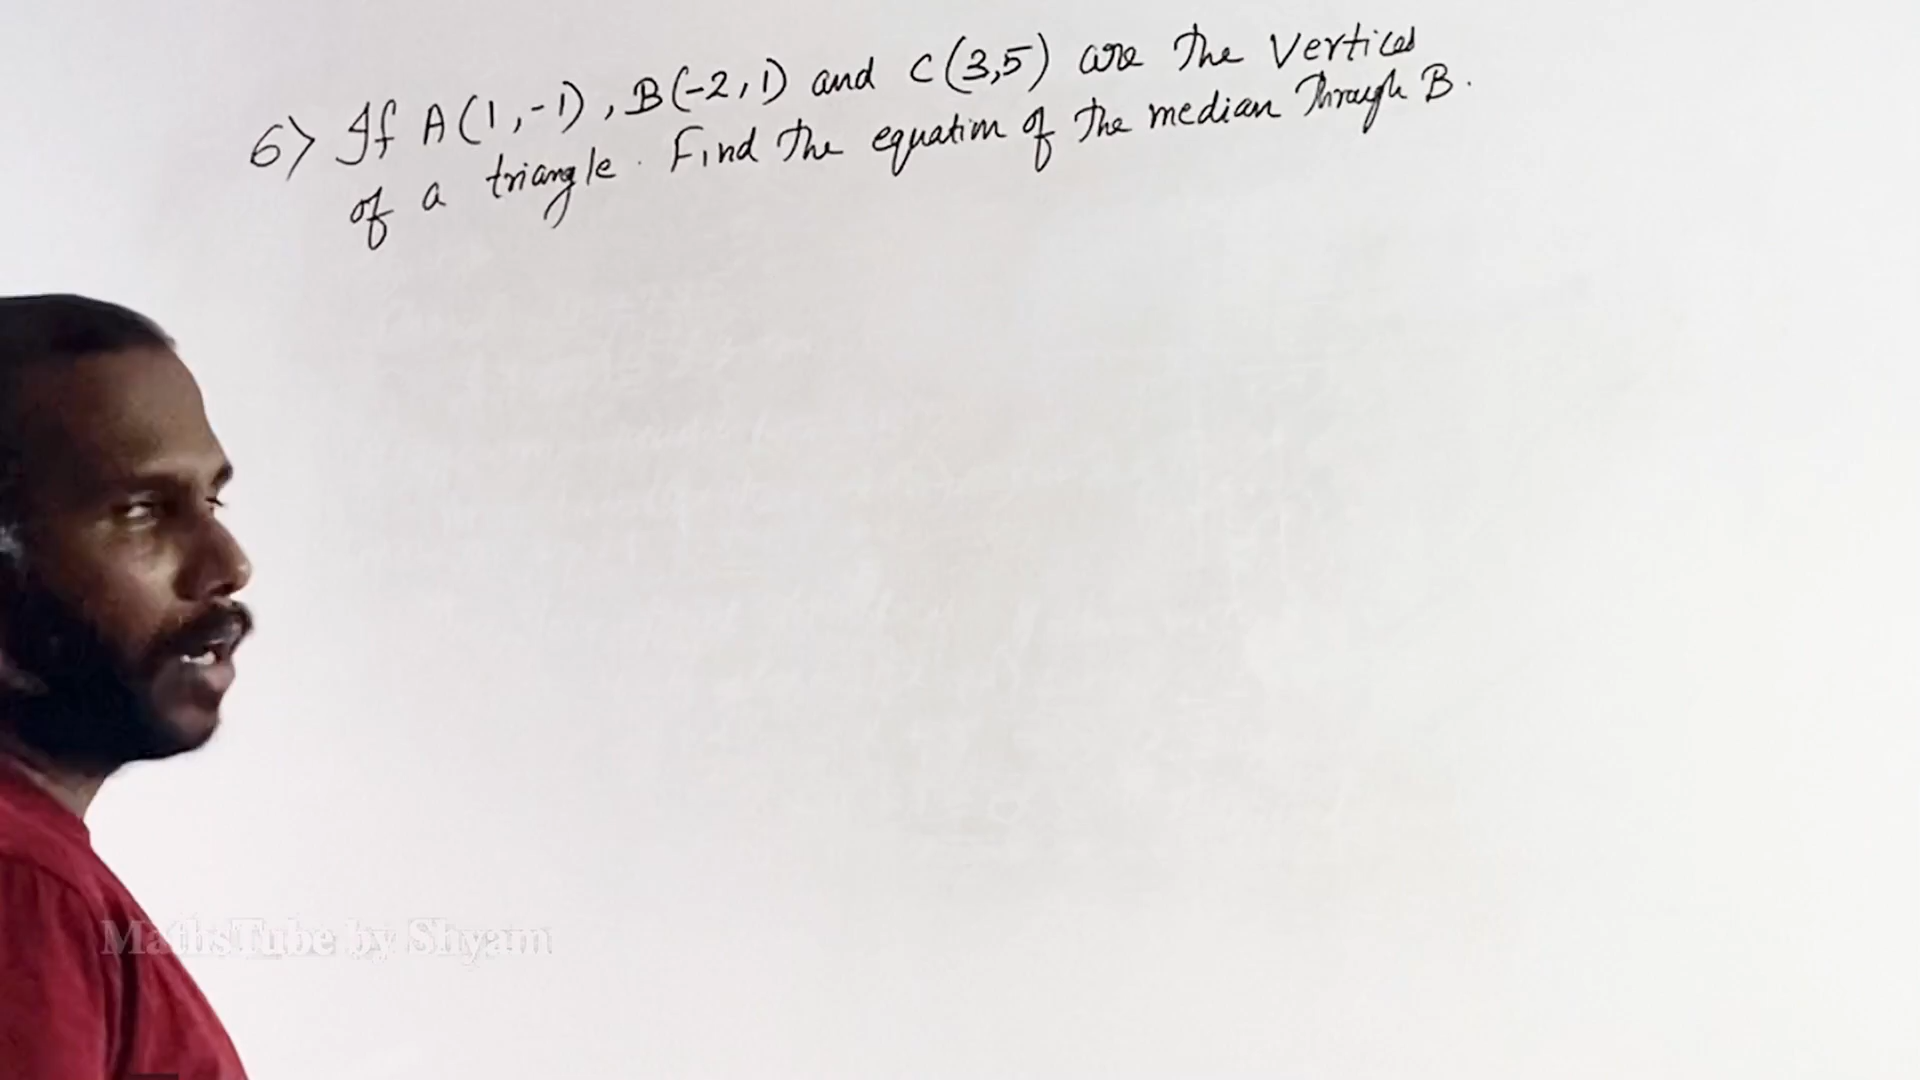 6) If A(1,-1), B(-2,1) and C(3,5) are the vertices
of a triangle. Find the equation of the median through B.
MathsTube by Shyam